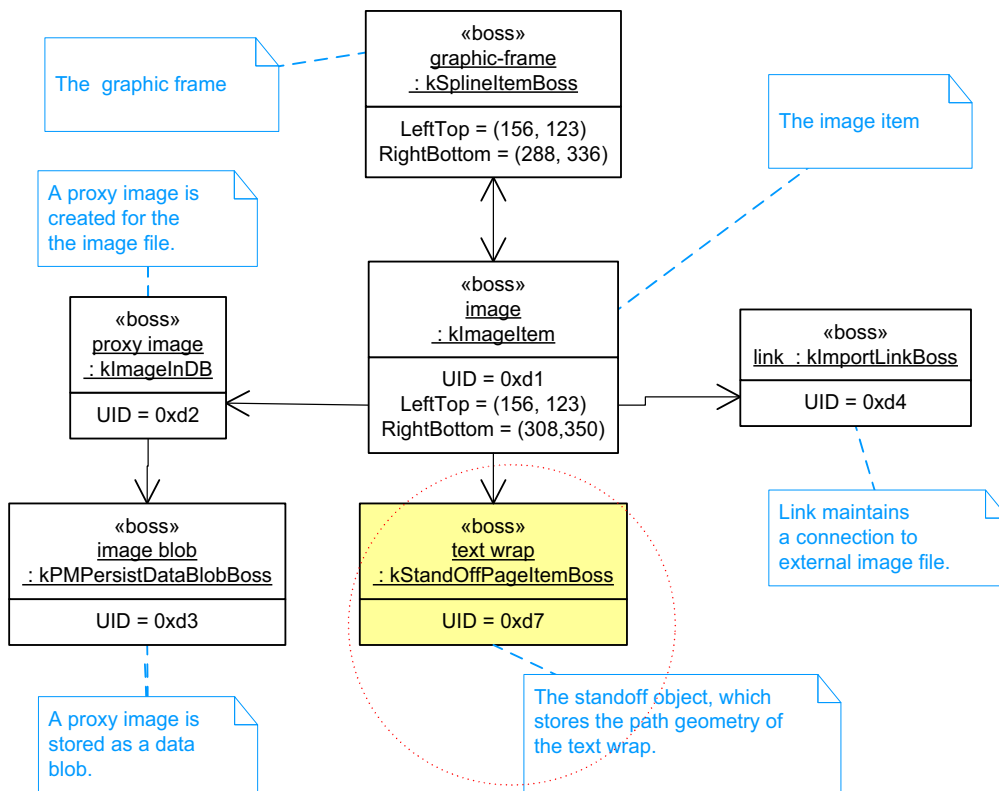 «boss»
graphic-frame
: kSplineItemBoss
LeftTop = (156, 123)
RightBottom = (288, 336)
The graphic frame
The image item
A proxy image is
created for the
the image file.
«boss»
image
: kImageItem
UID = 0xd1
LeftTop = (156, 123)
RightBottom = (308,350)
«boss»
proxy image
: kImageInDB
UID = 0xd2
«boss»
link : kImportLinkBoss
UID = 0xd4
«boss»
image blob
: kPMPersistDataBlobBoss
UID = 0xd3
«boss»
text wrap
: kStandOffPageItemBoss
UID = 0xd7
Link maintains
a connection to
external image file.
A proxy image is
stored as a data
blob.
The standoff object, which
stores the path geometry of
the text wrap.